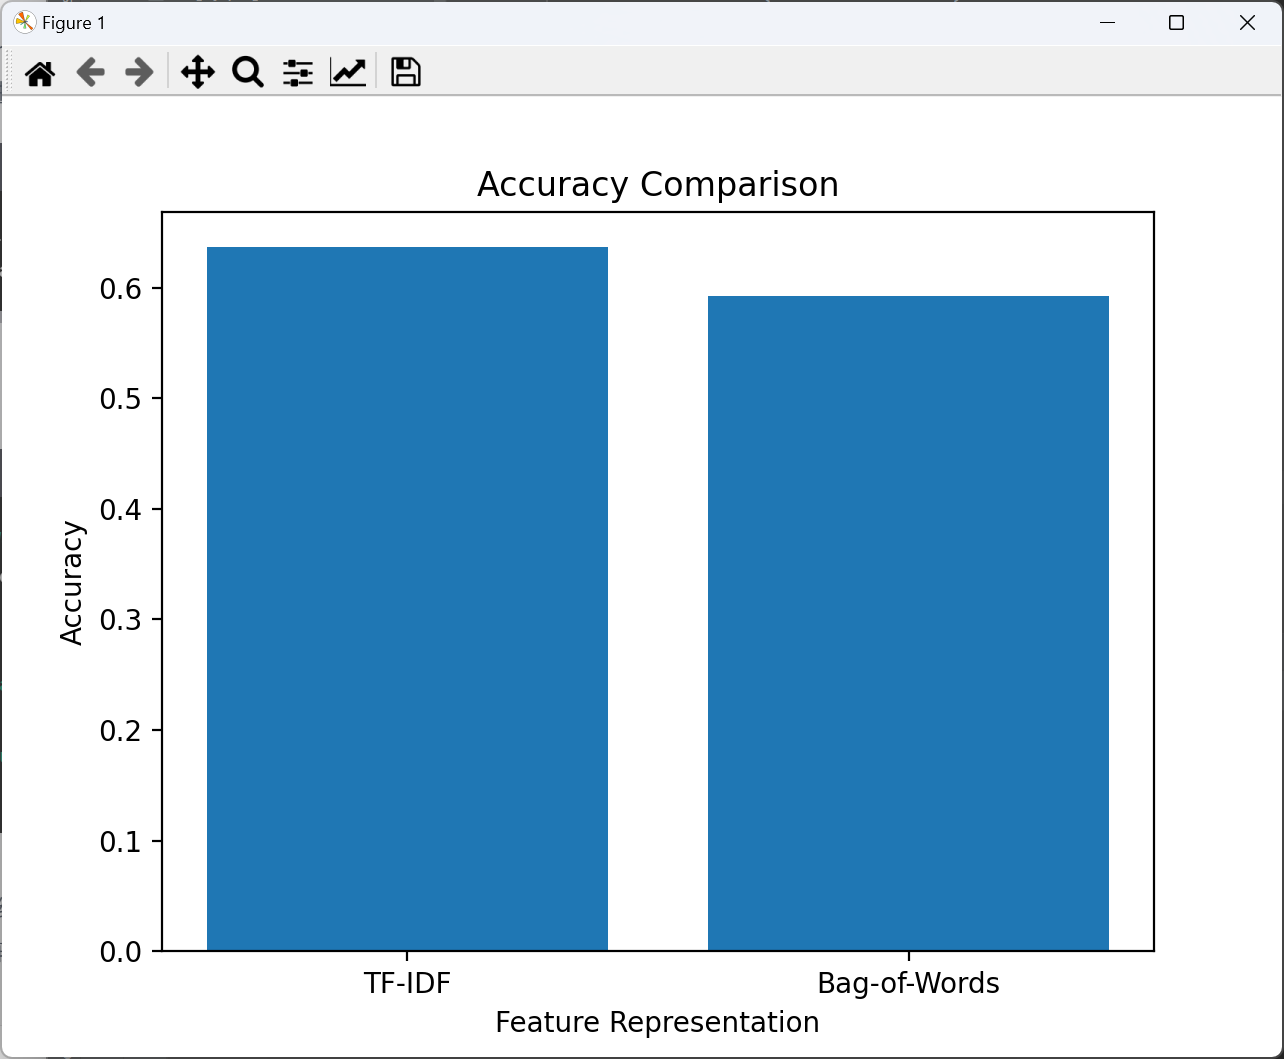 Figure 1
Accuracy Comparison
0.6
0.5
0.4
0.3
0.2
0.1
0.0
Accuracy
TF-IDF
Bag-of-Words
Feature Representation